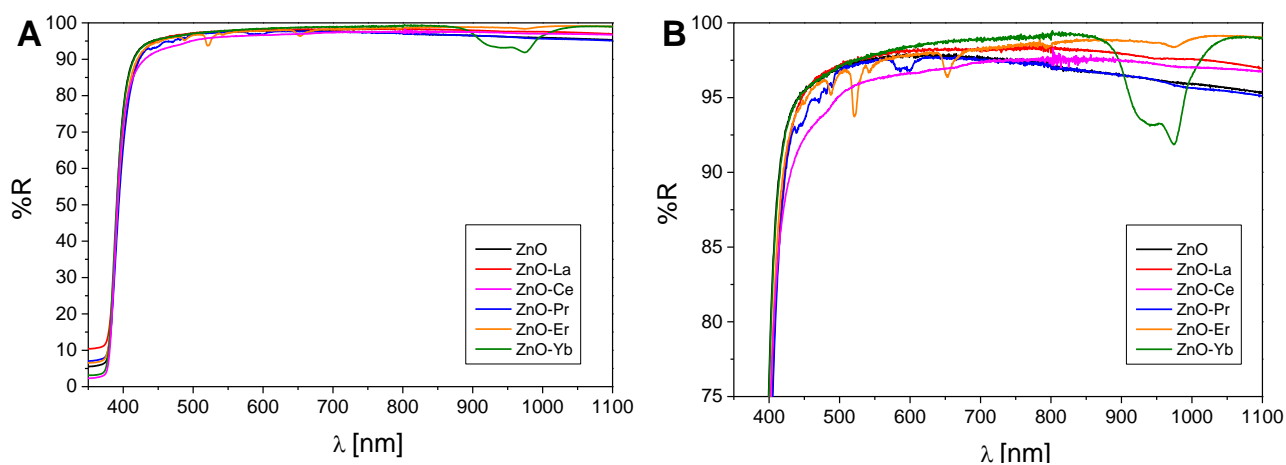 A
100
90
80
70
60
50
40
30
20
10
0
%R
400
500
600
700
800
900
1000
1100
λ [nm]
ZnO
ZnO-La
ZnO-Ce
ZnO-Pr
ZnO-Er
ZnO-Yb
B
100
95
90
85
80
75
%R
400
500
600
700
800
900
1000
1100
λ [nm]
ZnO
ZnO-La
ZnO-Ce
ZnO-Pr
ZnO-Er
ZnO-Yb